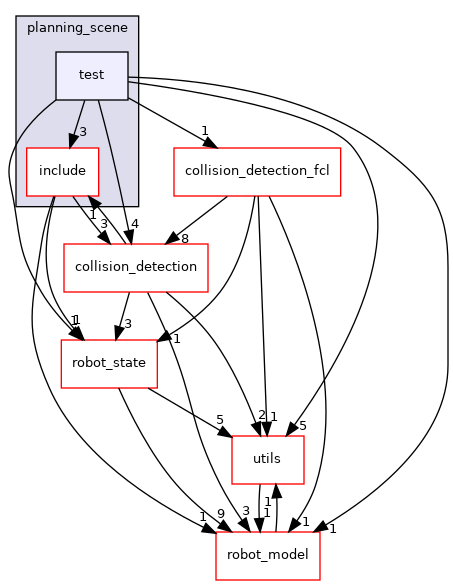 planning_scene
test
3
1
include
collision_detection_fcl
1
3
4
8
collision_detection
1
1
3
1
robot_state
5
2
1
5
utils
1
1
1
9
3
1
1
robot_model